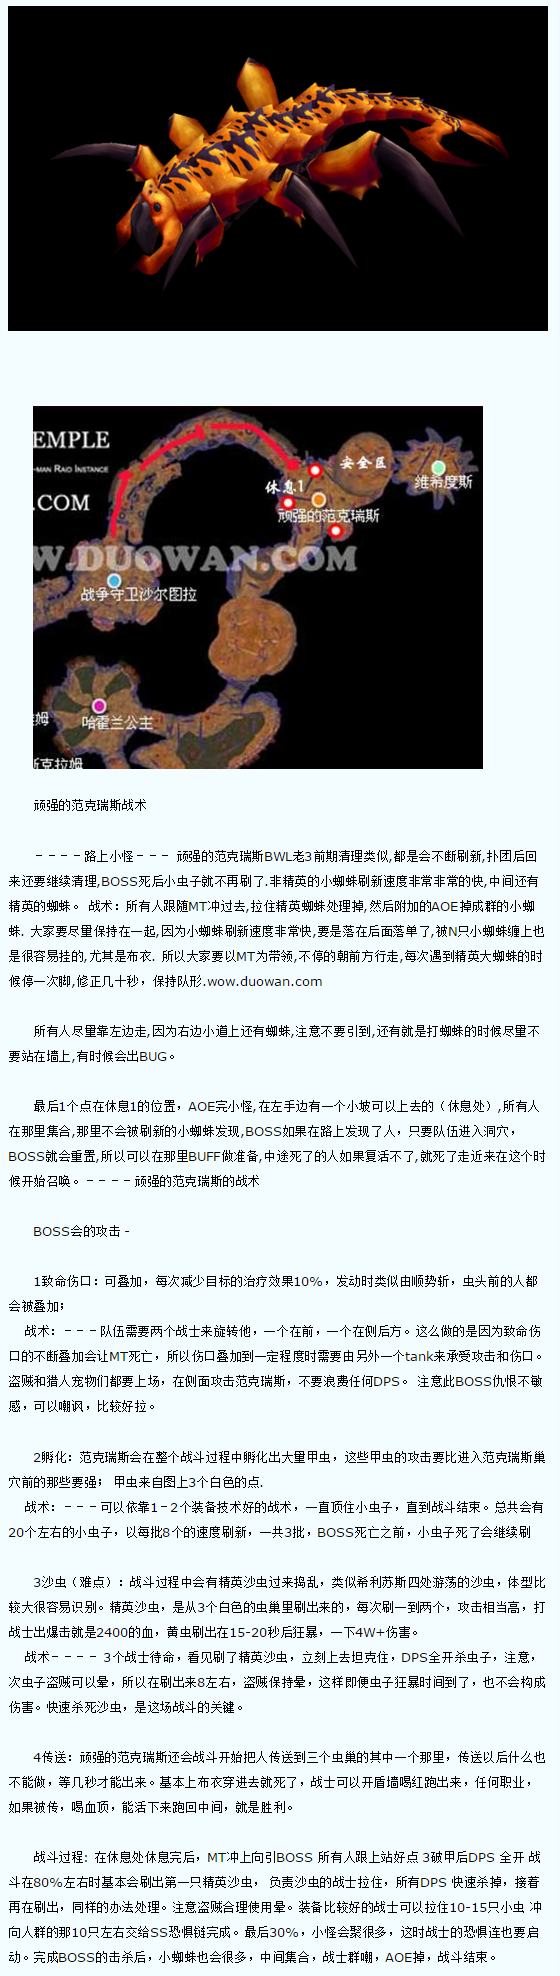 EMPLE
-MAN RAID INSTANCE
.COM
安全区
休息1
维希度斯
顽强的范克瑞斯
W.DUOWAN.COM
战争守卫沙尔图拉
姆
哈霍兰公主
斯克拉姆
顽强的范克瑞斯战术
－－－－路上小怪－－－ 顽强的范克瑞斯BWL老3前期清理类似,都是会不断刷新,扑团后回
来还要继续清理,BOSS死后小虫子就不再刷了.非精英的小蜘蛛刷新速度非常非常的快,中间还有
精英的蜘蛛。 战术：所有人跟随MT冲过去,拉住精英蜘蛛处理掉,然后附加的AOE掉成群的小蜘
蛛. 大家要尽量保持在一起,因为小蜘蛛刷新速度非常快,要是落在后面落单了,被N只小蜘蛛缠上也
是很容易挂的,尤其是布衣. 所以大家要以MT为带领,不停的朝前方行走,每次遇到精英大蜘蛛的时
候停一次脚,修正几十秒，保持队形.wow.duowan.com
所有人尽量靠左边走,因为右边小道上还有蜘蛛,注意不要引到,还有就是打蜘蛛的时候尽量不
要站在墙上,有时候会出BUG。
最后1个点在休息1的位置，AOE完小怪,在左手边有一个小坡可以上去的（休息处）,所有人
在那里集合,那里不会被刷新的小蜘蛛发现,BOSS如果在路上发现了人，只要队伍进入洞穴，
BOSS就会重置,所以可以在那里BUFF做准备,中途死了的人如果复活不了,就死了走近来在这个时
候开始召唤。－－－－顽强的范克瑞斯的战术
BOSS会的攻击－
1致命伤口：可叠加，每次减少目标的治疗效果10%，发动时类似由顺势斩，虫头前的人都
会被叠加；
战术：－－－队伍需要两个战士来旋转他，一个在前，一个在侧后方。这么做的是因为致命伤
口的不断叠加会让MT死亡，所以伤口叠加到一定程度时需要由另外一个tank来承受攻击和伤口。
盗贼和猎人宠物们都要上场，在侧面攻击范克瑞斯，不要浪费任何DPS。 注意此BOSS仇恨不敏
感，可以嘲讽，比较好拉。
2孵化：范克瑞斯会在整个战斗过程中孵化出大量甲虫，这些甲虫的攻击要比进入范克瑞斯巢
穴前的那些要强； 甲虫来自图上3个白色的点.
战术：－－－可以依靠1－2个装备技术好的战术，一直顶住小虫子，直到战斗结束。总共会有
20个左右的小虫子，以每批8个的速度刷新，一共3批，BOSS死亡之前，小虫子死了会继续刷
3沙虫（难点）：战斗过程中会有精英沙虫过来捣乱，类似希利苏斯四处游荡的沙虫，体型比
较大很容易识别。精英沙虫，是从3个白色的虫巢里刷出来的，每次刷一到两个，攻击相当高，打
战士出爆击就是2400的血，黄虫刷出在15-20秒后狂暴，一下4W+伤害。
战术－－－－ 3个战士待命，看见刷了精英沙虫，立刻上去坦克住，DPS全开杀虫子，注意，
次虫子盗贼可以晕，所以在刷出来8左右，盗贼保持晕，这样即便虫子狂暴时间到了，也不会构成
伤害。快速杀死沙虫，是这场战斗的关键。
4传送：顽强的范克瑞斯还会战斗开始把人传送到三个虫巢的其中一个那里，传送以后什么也
不能做，等几秒才能出来。基本上布衣穿进去就死了，战士可以开盾墙喝红跑出来，任何职业，
如果被传，喝血顶，能活下来跑回中间，就是胜利。
战斗过程: 在休息处休息完后，MT冲上向引BOSS 所有人跟上站好点 3破甲后DPS 全开 战
斗在80%左右时基本会刷出第一只精英沙虫， 负责沙虫的战士拉住，所有DPS 快速杀掉，接着
再在刷出，同样的办法处理。注意盗贼合理使用晕。装备比较好的战士可以拉住10-15只小虫 冲
向人群的那10只左右交给SS恐惧链完成。最后30%，小怪会聚很多，这时战士的恐惧连也要启
动。完成BOSS的击杀后，小蜘蛛也会很多，中间集合，战士群嘲，AOE掉，战斗结束。